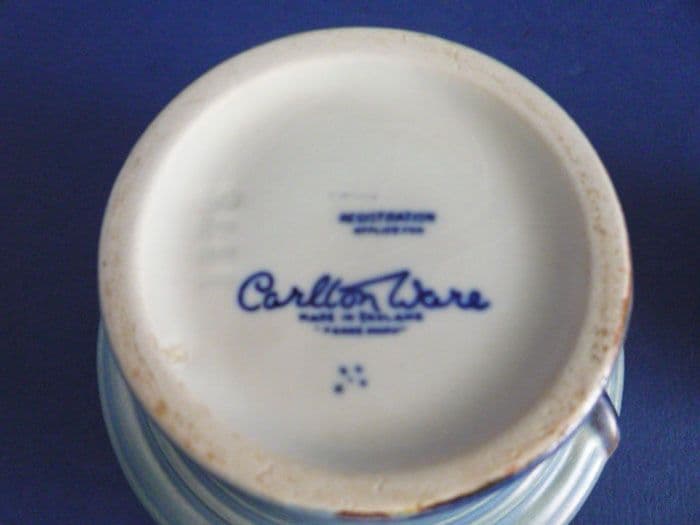 REGISTRATION
APPLIED FOR
Carlton Ware
MADE IN ENGLAND
"TRADE MARK"